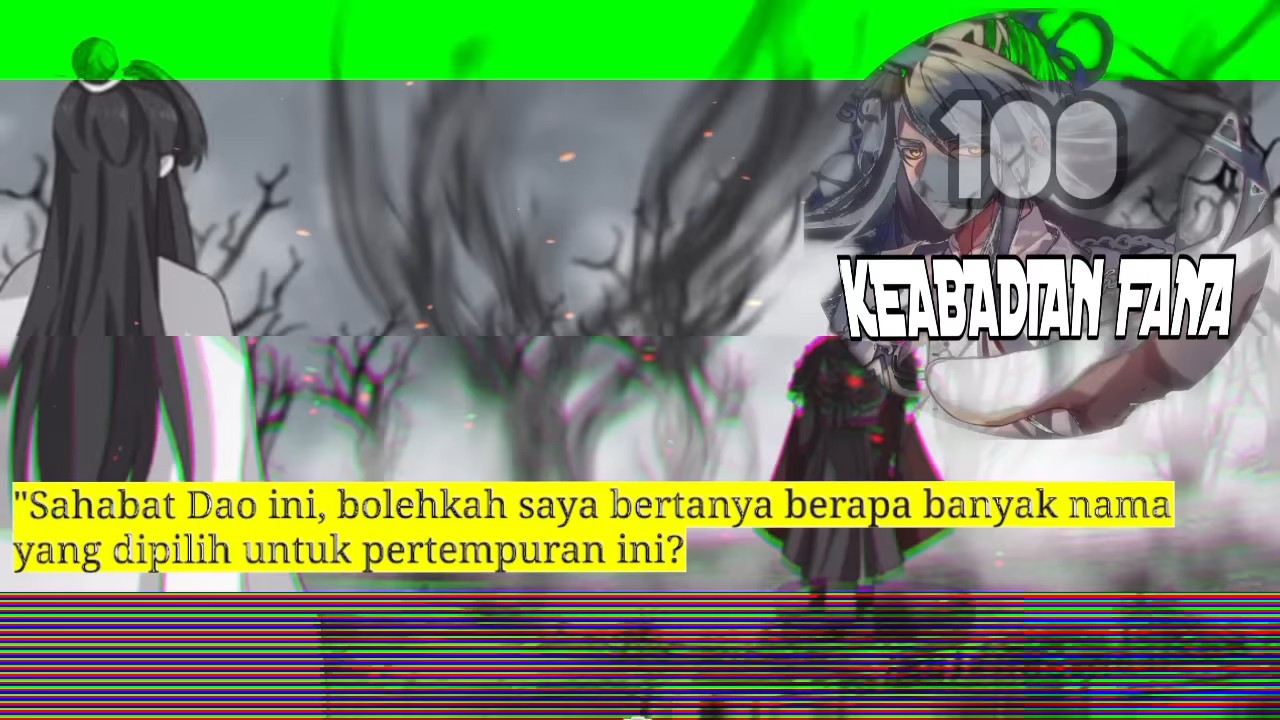 100
KEABADIAN FANA
"Sahabat Dao ini, bolehkah saya bertanya berapa banyak nama
yang dipilih untuk pertempuran ini?